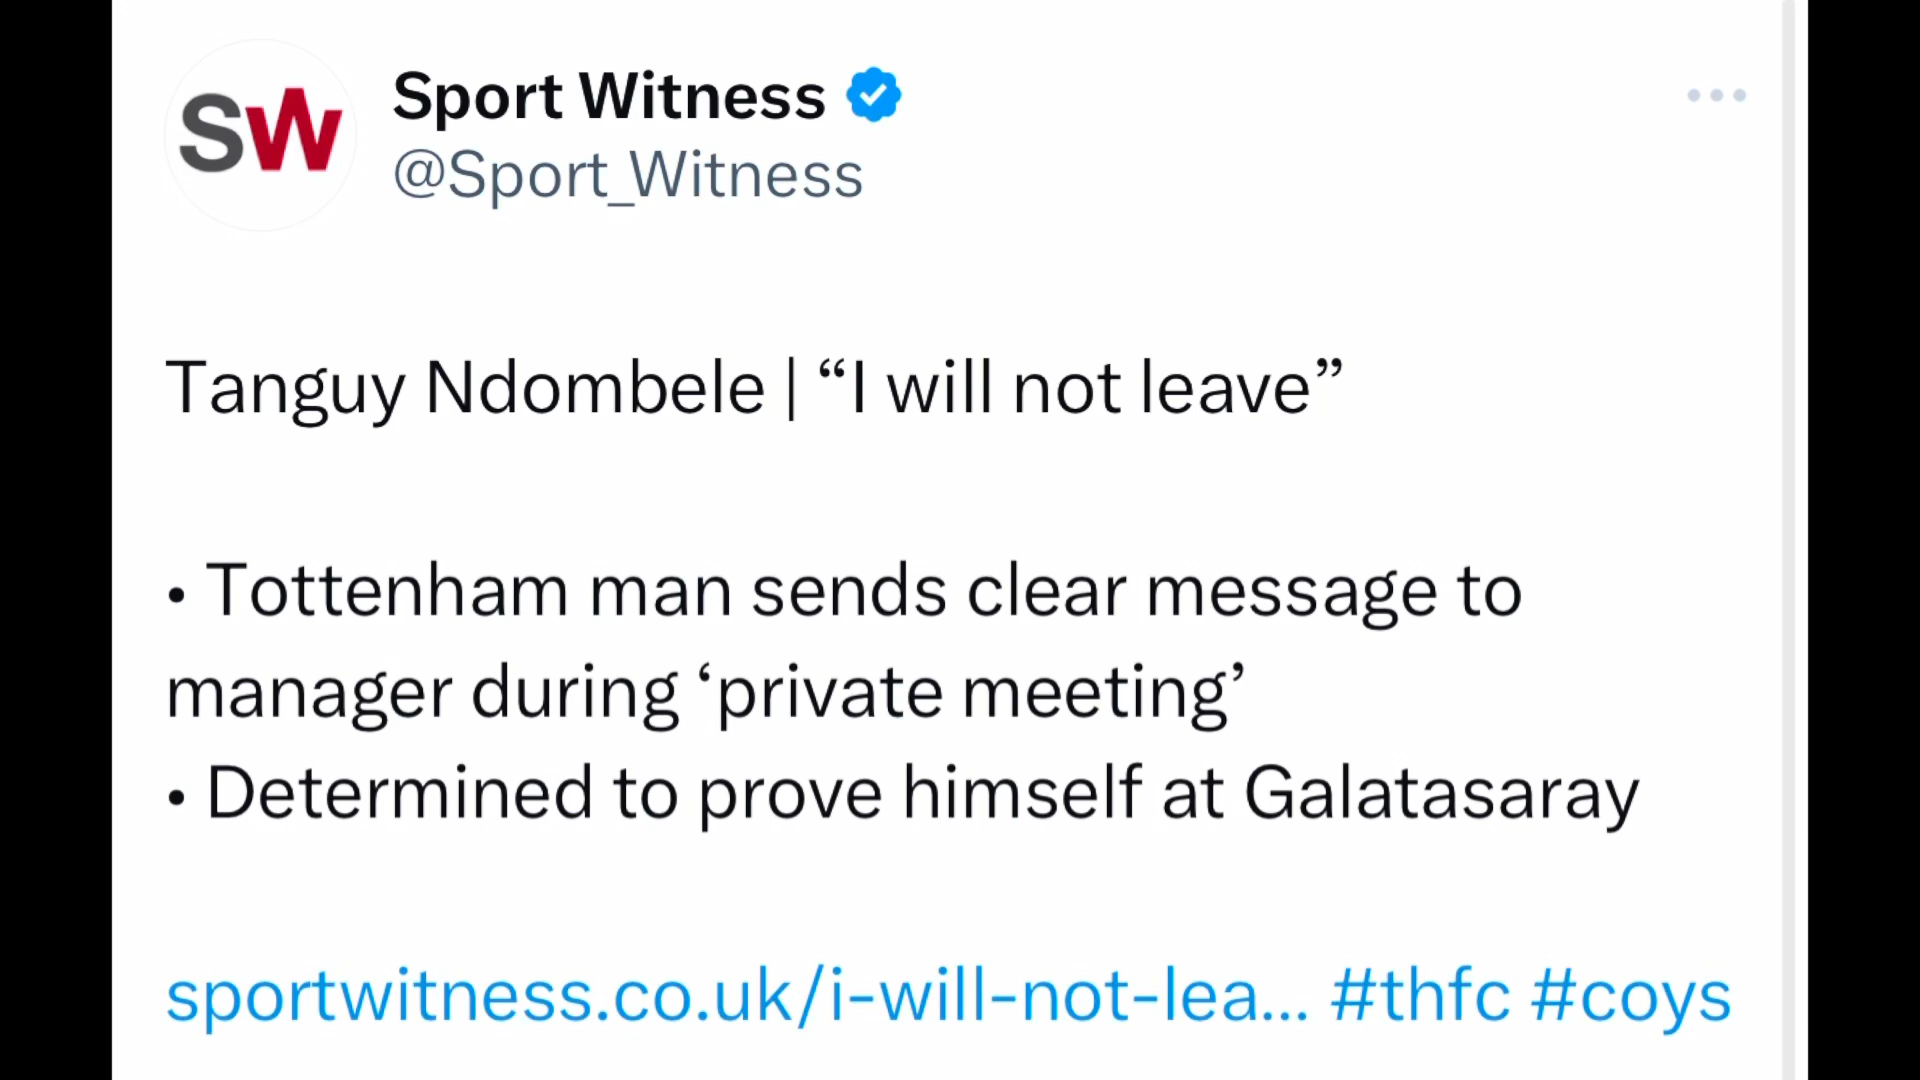 SW
Sport Witness
@Sport_Witness
Tanguy Ndombele | “I will not leave”
• Tottenham man sends clear message to
manager during ‘private meeting’
• Determined to prove himself at Galatasaray
sportwitness.co.uk/i-will-not-lea... #thfc #coys